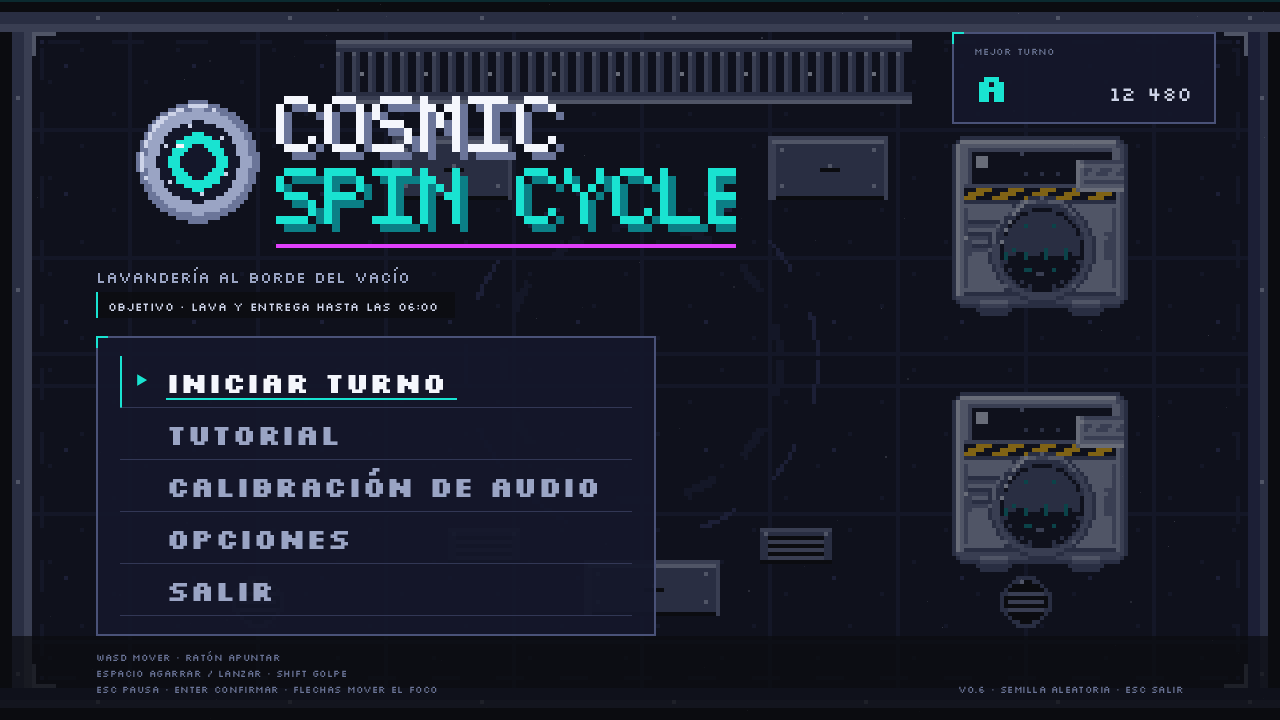 MEJOR TURNO
A 12 480
COSMIC
SPIN CYCLE
LAVANDERÍA AL BORDE DEL VACÍO
OBJETIVO · LAVA Y ENTREGA HASTA LAS 06:00
INICIAR TURNO
TUTORIAL
CALIBRACIÓN DE AUDIO
OPCIONES
SALIR
WASD MOVER · RATÓN APUNTAR
ESPACIO AGARRAR / LANZAR · SHIFT GOLPE
ESC PAUSA · ENTER CONFIRMAR · FLECHAS MOVER EL FOCO
V0.6 · SEMILLA ALEATORIA · ESC SALIR